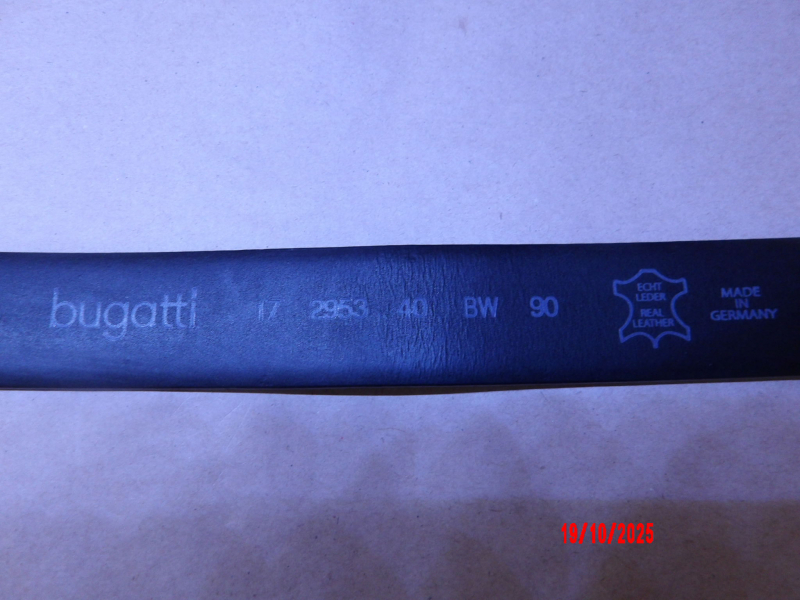 bugatti 17 2953 40 BW 90
ECHT
LEDER
REAL
LEATHER
MADE
IN
GERMANY
19/10/2025